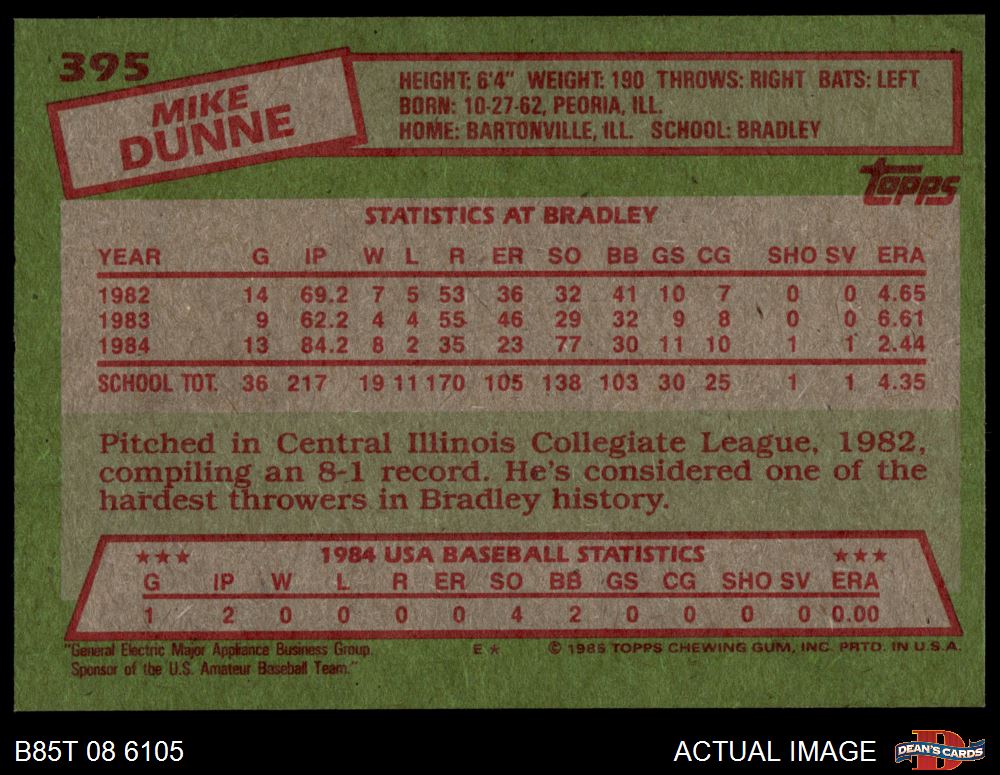 395
MIKE
DUNNE
HEIGHT: 6'4" WEIGHT: 190 THROWS: RIGHT BATS: LEFT
BORN: 10-27-62, PEORIA, ILL.
HOME: BARTONVILLE, ILL. SCHOOL: BRADLEY
topps
STATISTICS AT BRADLEY
YEAR G IP W L R ER SO BB GS CG SHO SV ERA
1982 14 69.2 7 5 53 36 32 41 10 7 0 0 4.65
1983 9 62.2 4 4 55 46 29 32 9 8 0 0 6.61
1984 13 84.2 8 2 35 23 77 30 11 10 1 1 2.44
SCHOOL TOT. 36 217 19 11 170 105 138 103 30 25 1 1 4.35
Pitched in Central Illinois Collegiate League, 1982,
compiling an 8-1 record. He's considered one of the
hardest throwers in Bradley history.
★★★ 1984 USA BASEBALL STATISTICS ★★★
G IP W L R ER SO BB GS CG SHO SV ERA
1 2 0 0 0 0 4 2 0 0 0 0 0.00
"General Electric Major Appliance Business Group.
Sponsor of the U.S. Amateur Baseball Team."
E★ © 1985 TOPPS CHEWING GUM, INC. PRTD. IN U.S.A.
B85T 08 6105
ACTUAL IMAGE
DEAN'S CARDS